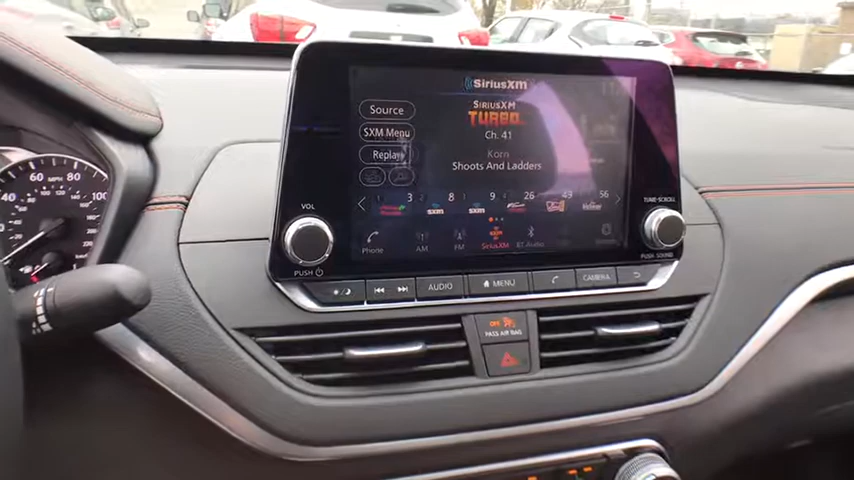 SiriusXM
Source
SiriusXM
TURBO
SXM Menu
Ch. 41
Replay
Korn
Shoots And Ladders
3
8
9
26
49
56
SXM
SXM
VOL
TUNE·SCROLL
Phone
AM
FM
SiriusXM
BT Audio
PUSH
PUSH SOUND
AUDIO
MENU
CAMERA
OFF
PASS AIR BAG
MPH
40
60
80
100